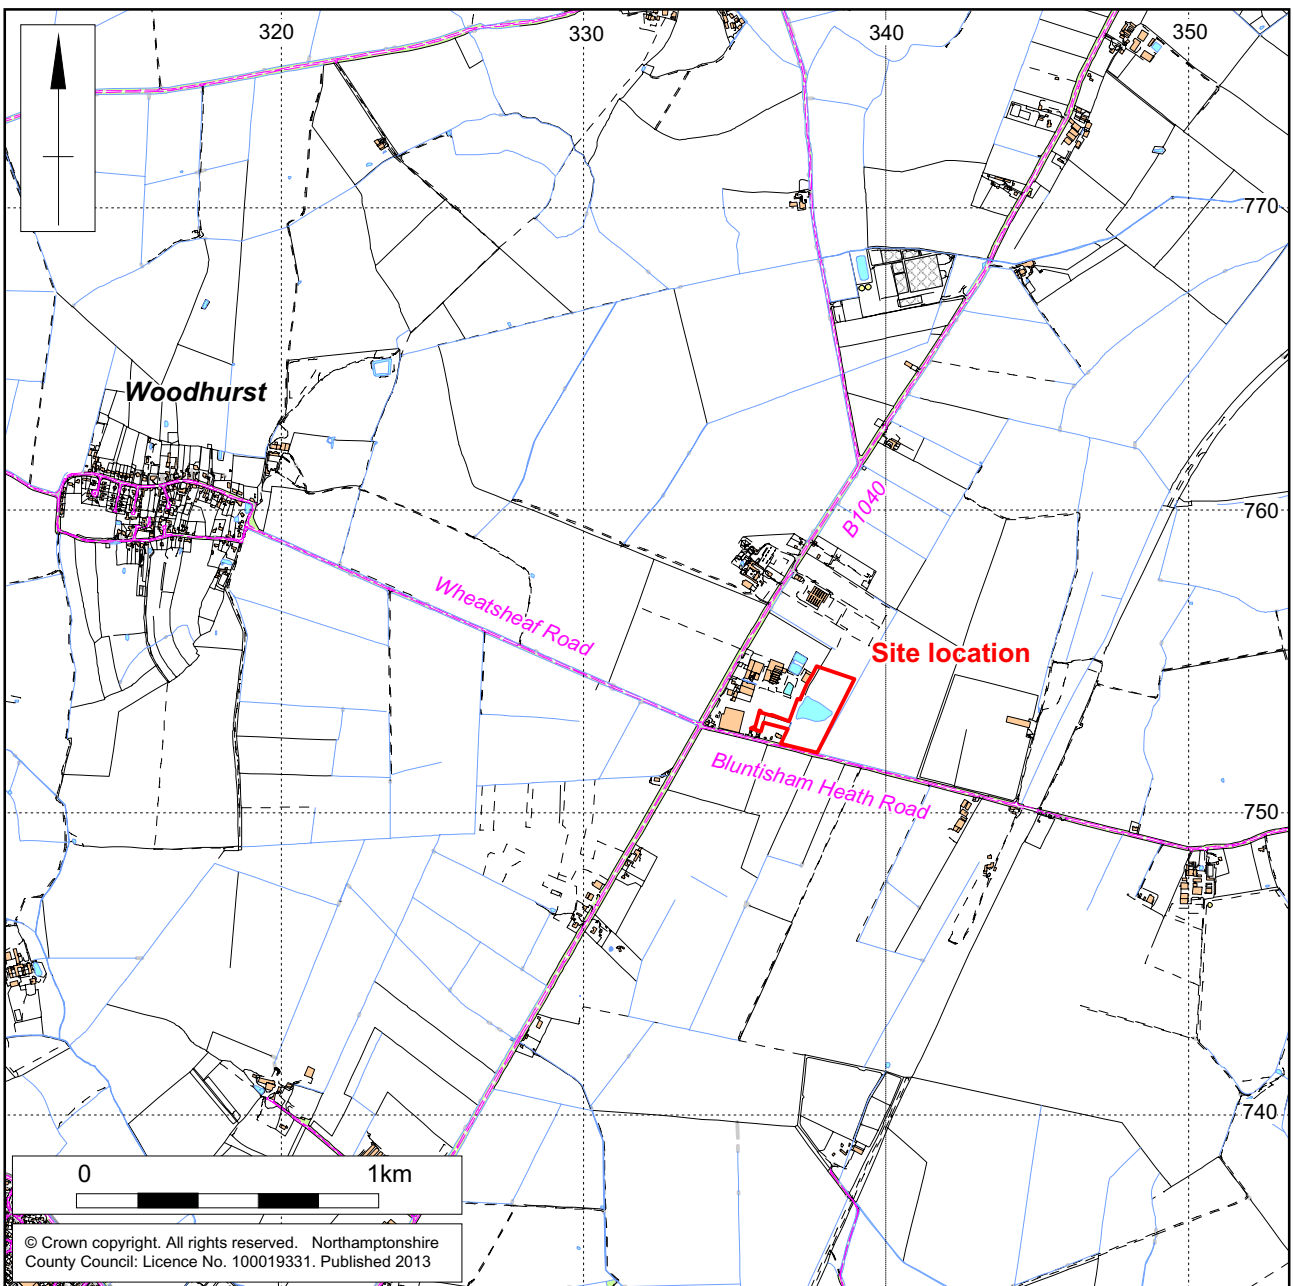 320
330
340
350
770
Woodhurst
760
B1040
Wheatsheaf Road
Site location
Bluntisham Heath Road
750
740
0 1km
© Crown copyright. All rights reserved. Northamptonshire
County Council: Licence No. 100019331. Published 2013